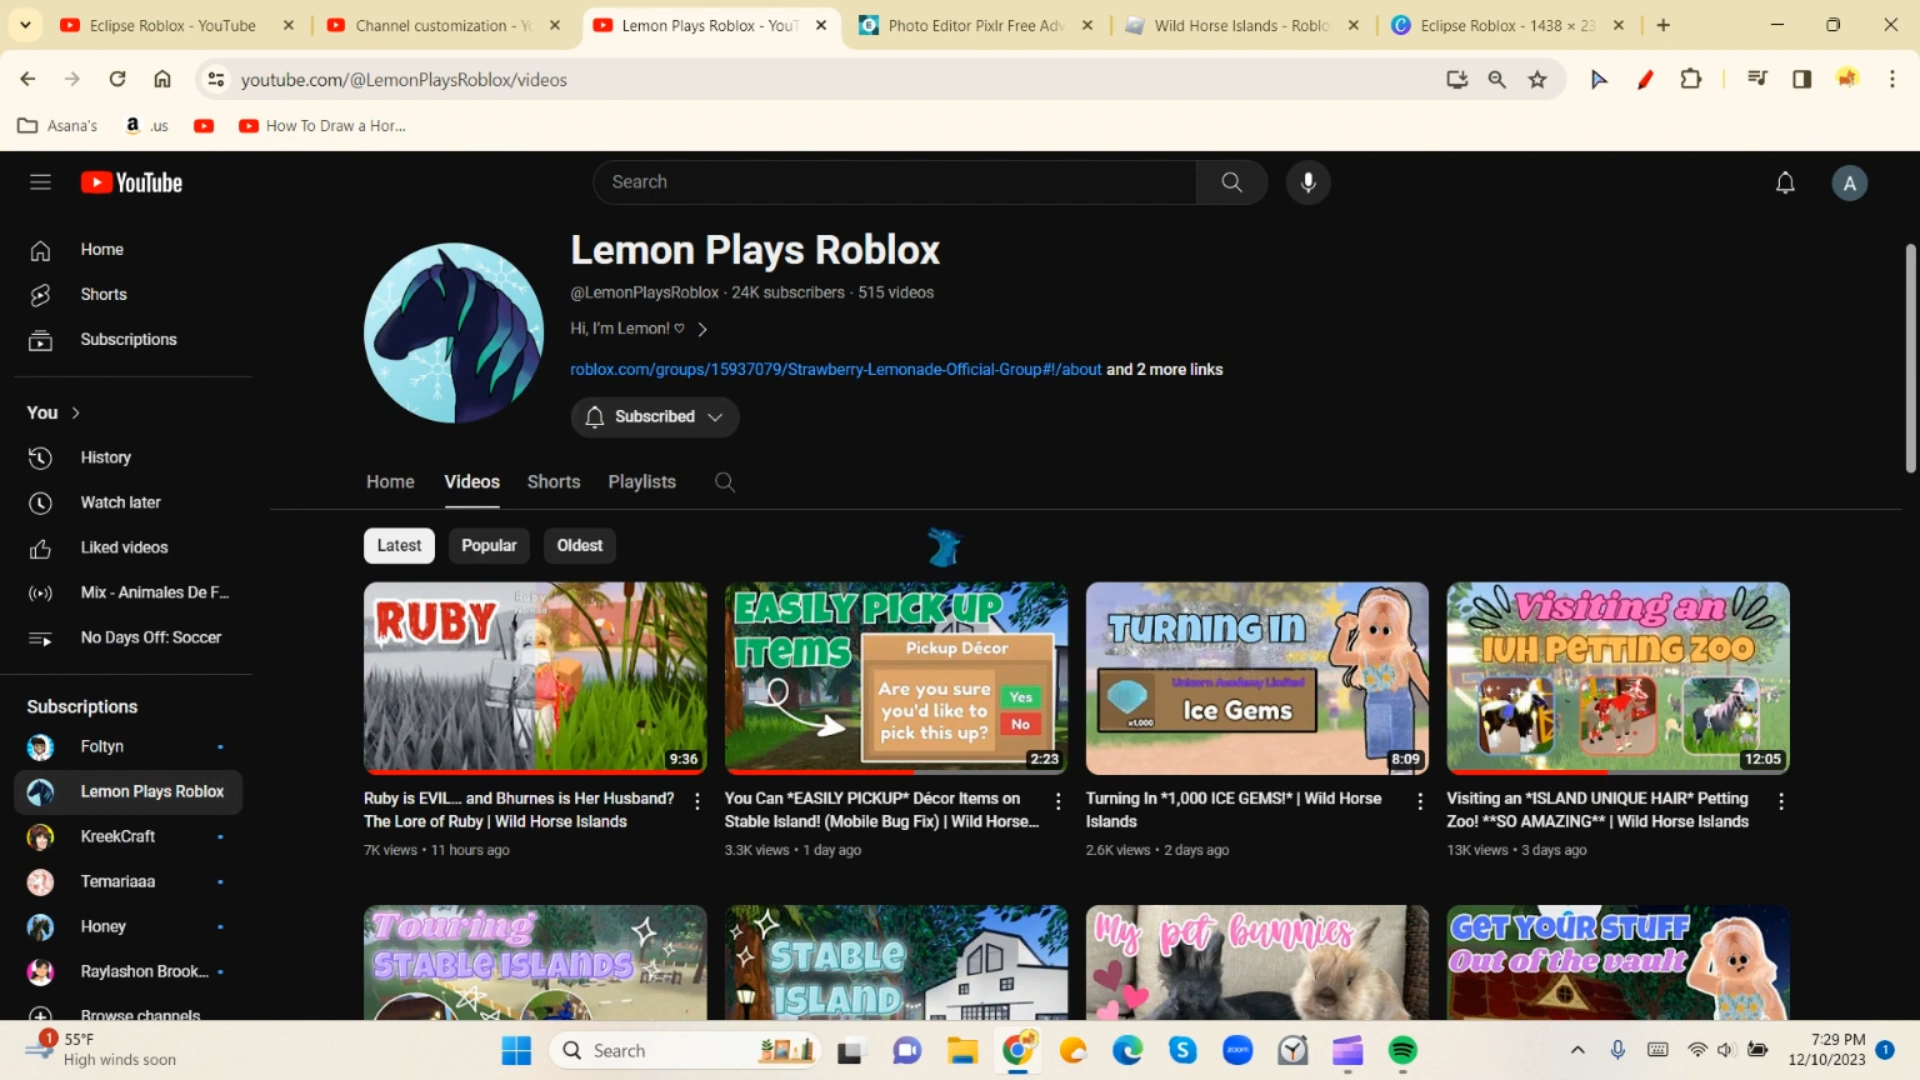 Eclipse Roblox - YouTube
Channel customization - Yo
Lemon Plays Roblox - YouT
Photo Editor Pixlr Free Adv
Wild Horse Islands - Roblo
Eclipse Roblox - 1438 × 23
youtube.com/@LemonPlaysRoblox/videos
Asana's
a .us
How To Draw a Hor...
YouTube
Search
A
Home
Shorts
Subscriptions
You
History
Watch later
Liked videos
Mix - Animales De F...
No Days Off: Soccer
Subscriptions
Foltyn
Lemon Plays Roblox
KreekCraft
Temariaaa
Honey
Raylashon Brook...
Browse channels
Lemon Plays Roblox
@LemonPlaysRoblox · 24K subscribers · 515 videos
Hi, I'm Lemon! ♡
roblox.com/groups/15937079/Strawberry-Lemonade-Official-Group#!/about and 2 more links
Subscribed
Home Videos Shorts Playlists
Latest Popular Oldest
RUBY
9:36
Ruby is EVIL... and Bhurnes is Her Husband?
The Lore of Ruby | Wild Horse Islands
7K views • 11 hours ago
EASILY PICK UP
ITEMS
Pickup Décor
Are you sure
you'd like to
pick this up?
Yes
No
2:23
You Can *EASILY PICKUP* Décor Items on
Stable Island! (Mobile Bug Fix) | Wild Horse...
3.3K views • 1 day ago
TURNING IN
Unicorn Academy Limited
Ice Gems
x1,000
8:09
Turning In *1,000 ICE GEMS!* | Wild Horse
Islands
2.6K views • 2 days ago
Visiting an
IUH PETTING ZOO
12:05
Visiting an *ISLAND UNIQUE HAIR* Petting
Zoo! **SO AMAZING** | Wild Horse Islands
13K views • 3 days ago
Touring
STABLE ISLANDS
STABLE
ISLAND
My pet bunnies
GET YOUR STUFF
Out of the vault
1
55°F
High winds soon
Search
zoom
7:29 PM
12/10/2023
1